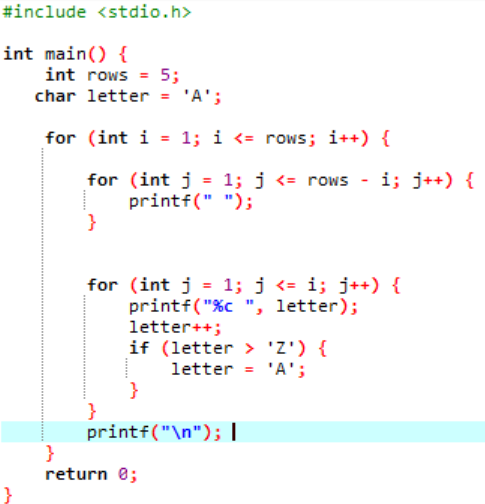 #include <stdio.h>
int main() {
    int rows = 5;
   char letter = 'A';
    for (int i = 1; i <= rows; i++) {
        for (int j = 1; j <= rows - i; j++) {
            printf(" ");
        }
        for (int j = 1; j <= i; j++) {
            printf("%c ", letter);
            letter++;
            if (letter > 'Z') {
                letter = 'A';
            }
        }
        printf("\n");
    }
    return 0;
}